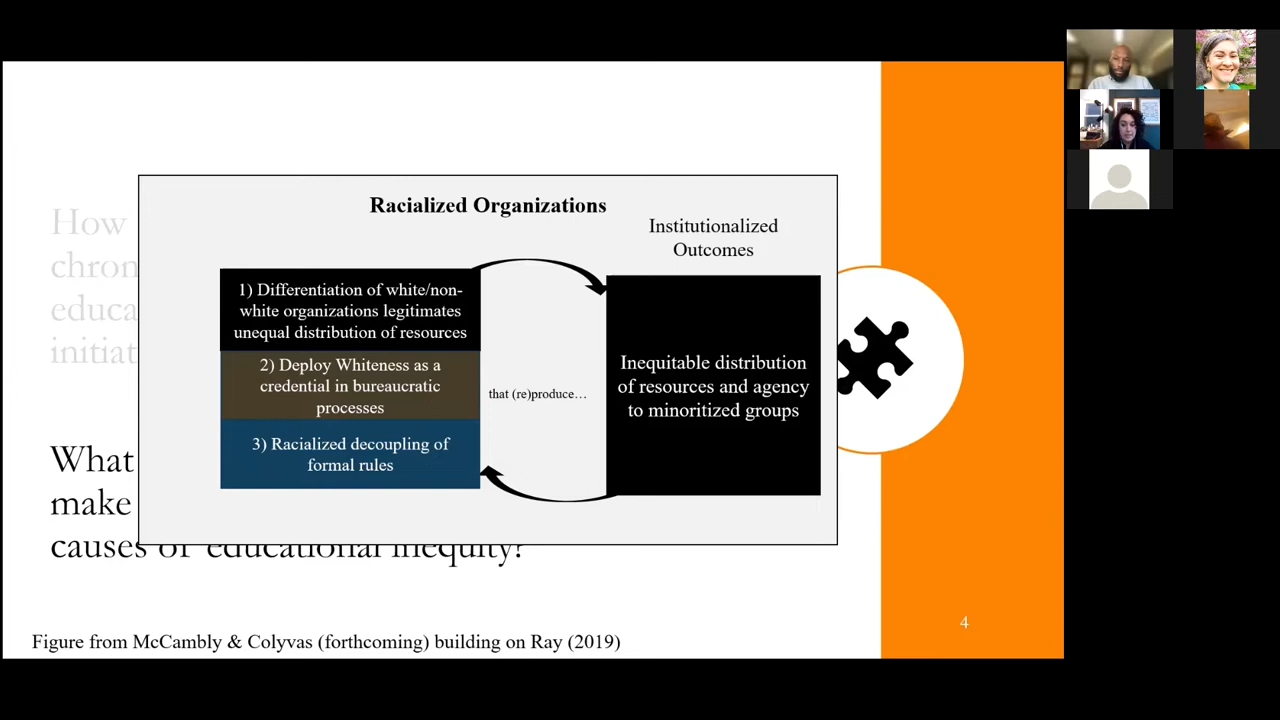 Racialized Organizations
Institutionalized
Outcomes
1) Differentiation of white/non-
white organizations legitimates
unequal distribution of resources
2) Deploy Whiteness as a
credential in bureaucratic
processes
3) Racialized decoupling of
formal rules
that (re)produce…
Inequitable distribution
of resources and agency
to minoritized groups
How
chron
educa
initiat
What
make
causes of educational inequity?
4
Figure from McCambly & Colyvas (forthcoming) building on Ray (2019)